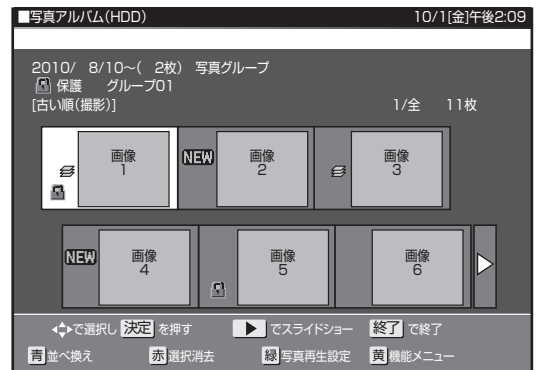 ■写真アルバム(HDD) 10/1[金]午後2:09
2010/ 8/10~( 2枚) 写真グループ
保護 グループ01
[古い順(撮影)] 1/全 11枚
画像
1
NEW 画像
2
画像
3
NEW 画像
4
画像
5
画像
6
で選択し 決定 を押す ▶ でスライドショー 終了 で終了
青 並べ換え 赤 選択消去 緑 写真再生設定 黄 機能メニュー